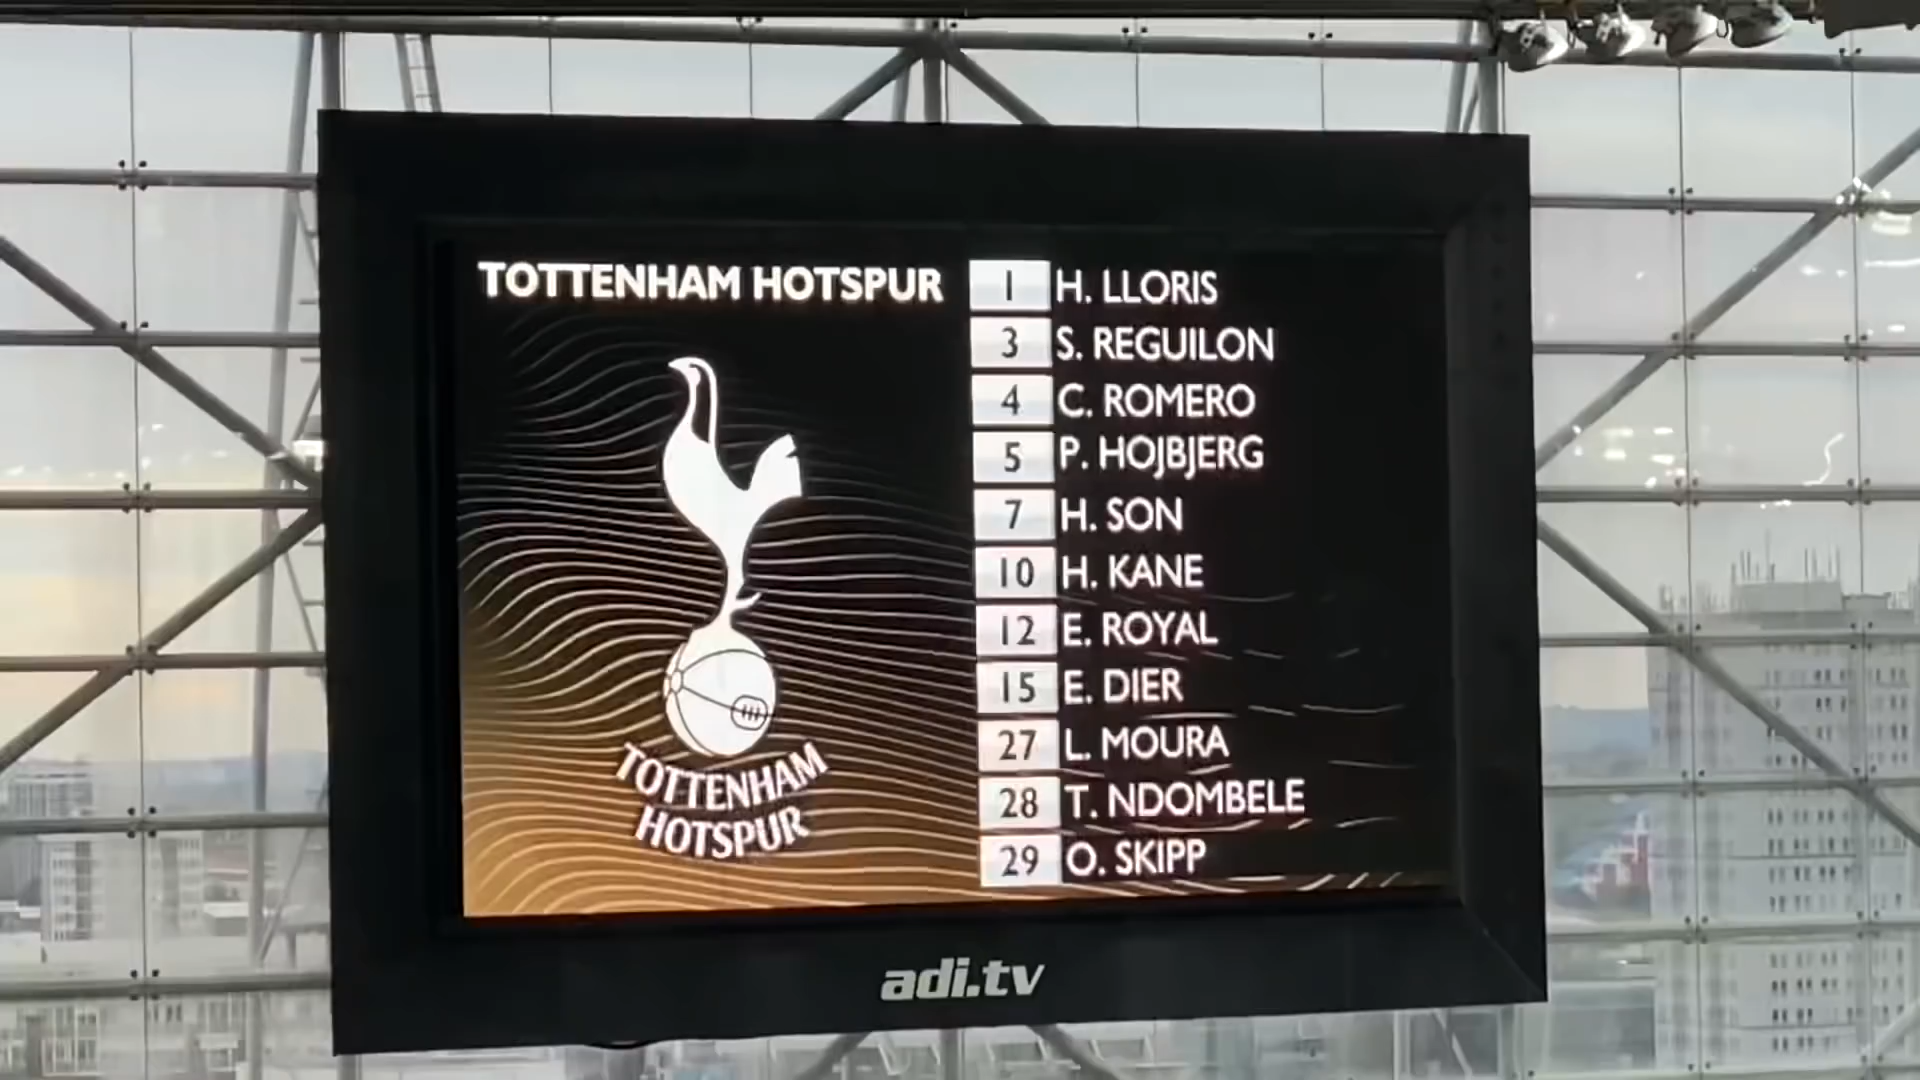 TOTTENHAM HOTSPUR
1 H. LLORIS
3 S. REGUILON
4 C. ROMERO
5 P. HOJBJERG
7 H. SON
10 H. KANE
12 E. ROYAL
15 E. DIER
27 L. MOURA
28 T. NDOMBELE
29 O. SKIPP
TOTTENHAM
HOTSPUR
adi.tv